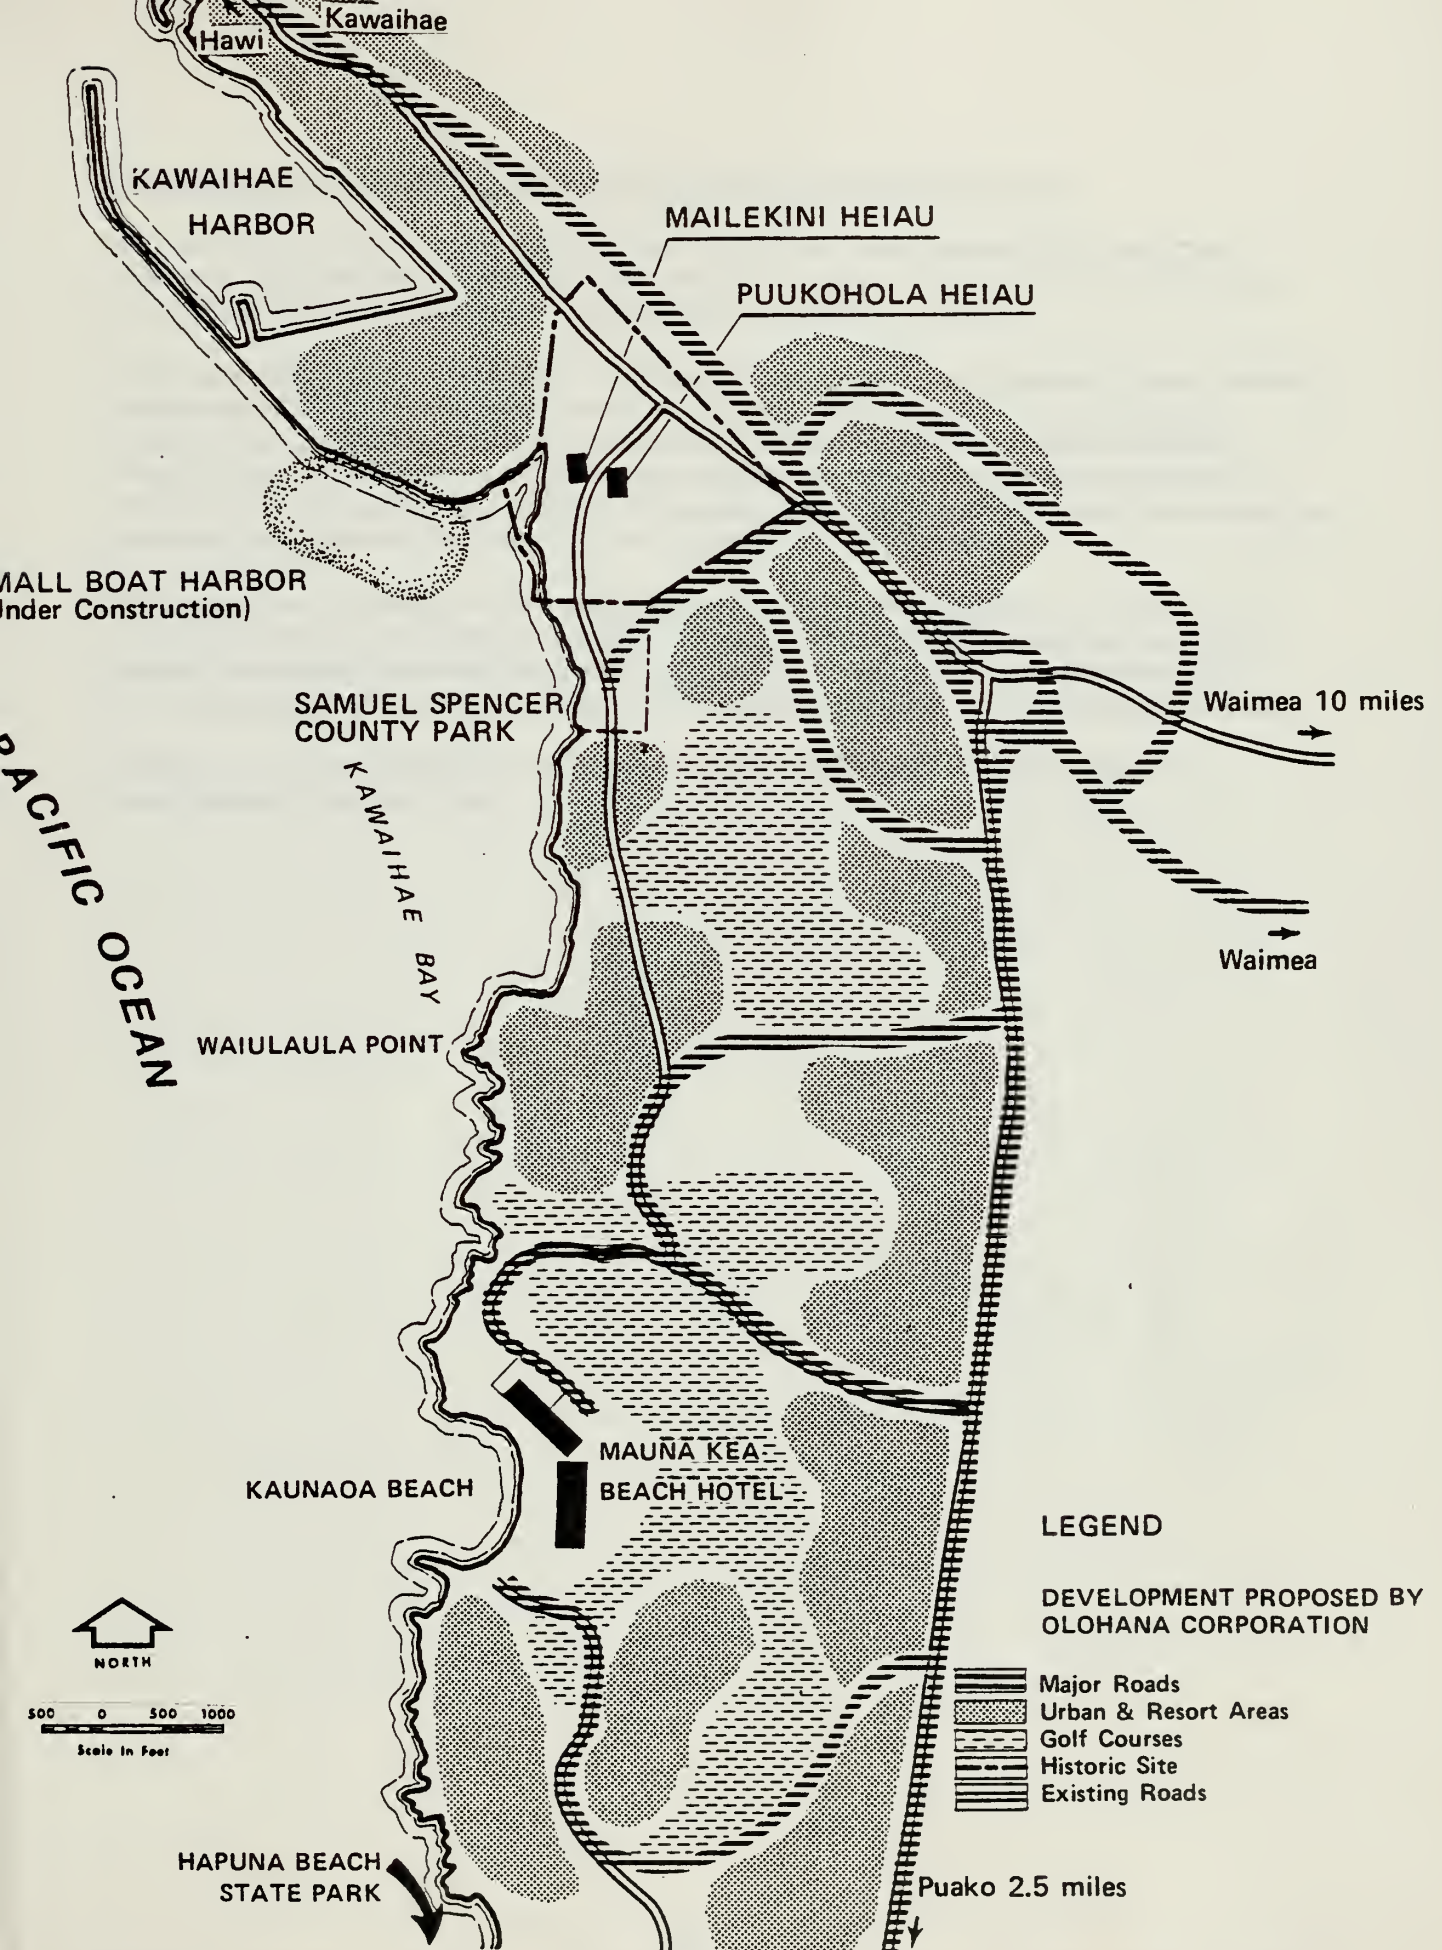 Kawaihae
Hawi
KAWAIHAE
HARBOR
MAILEKINI HEIAU
PUUKOHOLA HEIAU
MALL BOAT HARBOR
nder Construction)
SAMUEL SPENCER
COUNTY PARK
Waimea 10 miles
PACIFIC OCEAN
KAWAIHAE BAY
Waimea
WAIULAULA POINT
MAUNA KEA
BEACH HOTEL
KAUNAOA BEACH
LEGEND
DEVELOPMENT PROPOSED BY
OLOHANA CORPORATION
NORTH
Major Roads
Urban & Resort Areas
Golf Courses
Historic Site
Existing Roads
500 0 500 1000
Scale In Feet
HAPUNA BEACH
STATE PARK
Puako 2.5 miles